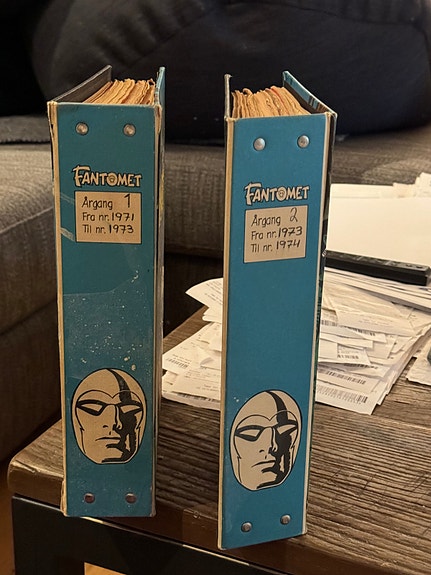 FANTOMET
Årgang 1
Fra nr. 1971
Til nr. 1973
FANTOMET
Årgang 2
Fra nr. 1973
Til nr. 1974